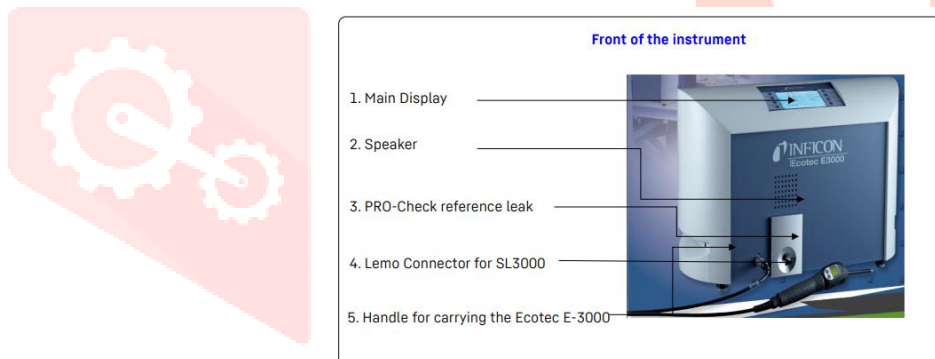 Front of the instrument
1. Main Display
2. Speaker
3. PRO-Check reference leak
4. Lemo Connector for SL3000
5. Handle for carrying the Ecotec E-3000
INFICON
Ecotec E3000